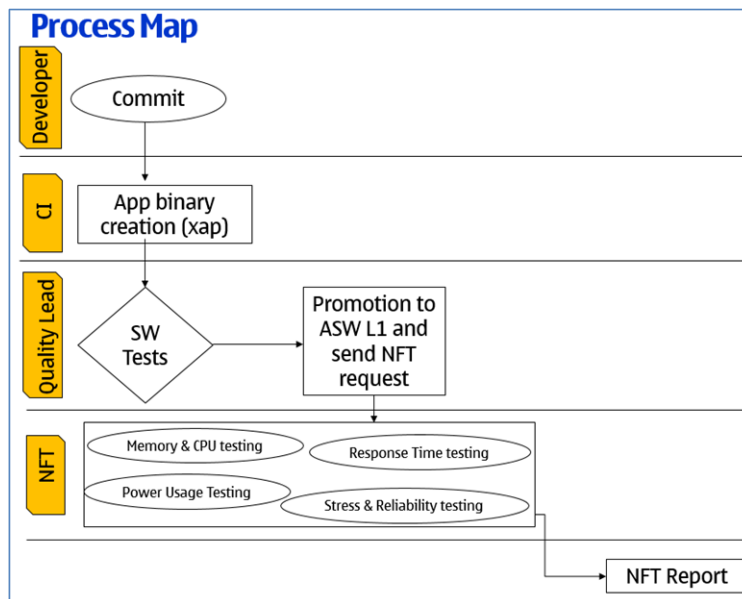 Process Map
Developer
Commit
CI
App binary
creation (xap)
Quality Lead
SW
Tests
Promotion to
ASW L1 and
send NFT
request
NFT
Memory & CPU testing
Response Time testing
Power Usage Testing
Stress & Reliability testing
NFT Report